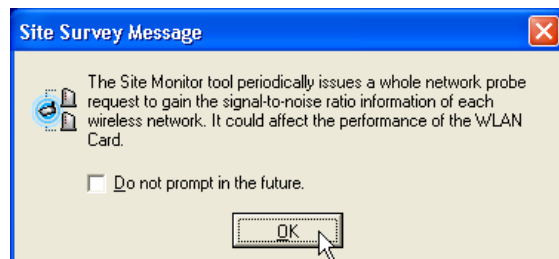 Site Survey Message
The Site Monitor tool periodically issues a whole network probe
request to gain the signal-to-noise ratio information of each
wireless network. It could affect the performance of the WLAN
Card.
Do not prompt in the future.
OK